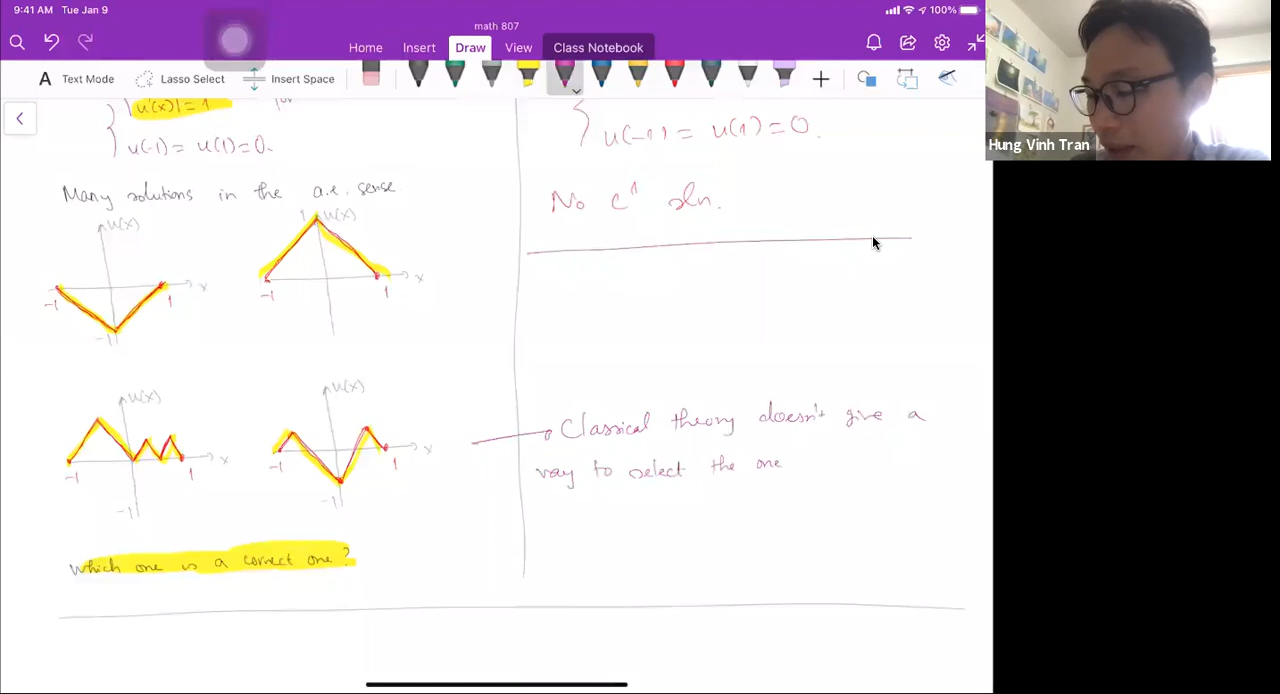 9:41 AM Tue Jan 9
100%
math 807
Home Insert Draw View Class Notebook
A Text Mode Lasso Select Insert Space
Hung Vinh Tran
|u'(x)| = 1 for
u(-1) = u(1) = 0.
Many solutions in the a.e. sense
u(x)
x
-1
1
-1
1 u(x)
x
-1
1
u(x)
x
-1
1
-1
u(x)
x
-1
1
-1
Which one is a correct one?
u(-1) = u(1) = 0.
No C¹ sln.
Classical theory doesn't give a
way to select the one